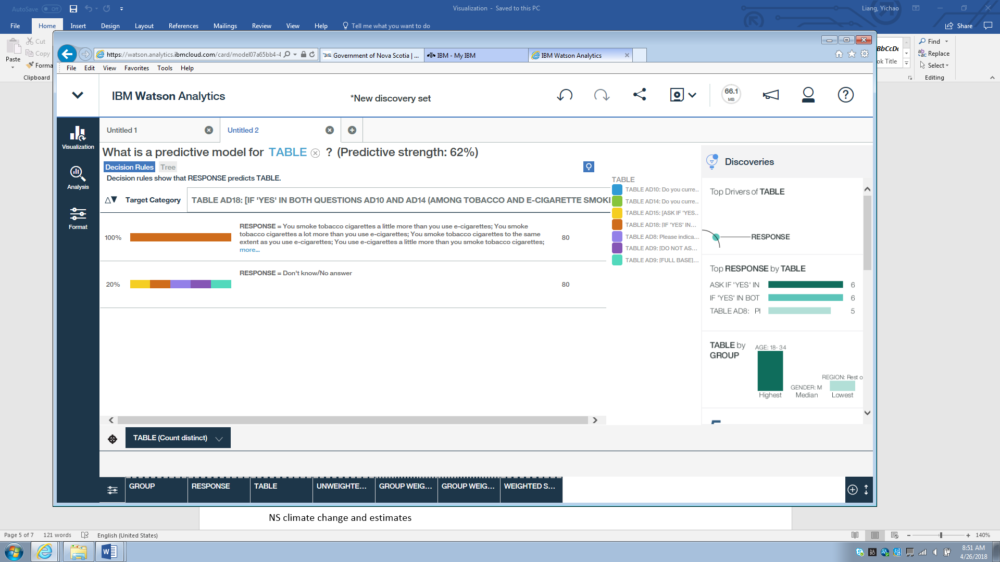 AutoSave Off
Visualization - Saved to this PC
Liang, Yichao
File Home Insert Design Layout References Mailings Review View Help Tell me what you want to do
Share
Cut
Copy
Paste
Forma
Clipboard
https://watson.analytics.ibmcloud.com/card/model07a65bb4-4
Government of Nova Scotia | ...
IBM - My IBM
IBM Watson Analytics
BbCcDc
ok Title
Find
Replace
Select
Editing
File Edit View Favorites Tools Help
IBM Watson Analytics
*New discovery set
66.1
MB
Visualization
Analysis
Format
Untitled 1
Untitled 2
What is a predictive model for TABLE ? (Predictive strength: 62%)
Decision Rules Tree
Decision rules show that RESPONSE predicts TABLE.
Target Category
TABLE AD18: [IF 'YES' IN BOTH QUESTIONS AD10 AND AD14 (AMONG TOBACCO AND E-CIGARETTE SMOKE
100%
RESPONSE = You smoke tobacco cigarettes a little more than you use e-cigarettes; You smoke
tobacco cigarettes a lot more than you use e-cigarettes; You smoke tobacco cigarettes to the same
extent as you use e-cigarettes; You use e-cigarettes a little more than you smoke tobacco cigarettes;
more...
80
20%
RESPONSE = Don't know/No answer
80
TABLE
TABLE AD10: Do you curre..
TABLE AD14: Do you curre..
TABLE AD15: [ASK IF 'YES..
TABLE AD18: [IF 'YES' IN...
TABLE AD8: Please indica...
TABLE AD9: [DO NOT AS...
TABLE AD9: [FULL BASE]...
Discoveries
Top Drivers of TABLE
RESPONSE
Top RESPONSE by TABLE
ASK IF 'YES' IN 6
IF 'YES' IN BOT 6
TABLE AD8: Pl 5
TABLE by
GROUP
AGE: 18- 34
Highest
GENDER: M
Median
REGION: Rest o
Lowest
TABLE (Count distinct)
GROUP
RESPONSE
TABLE
UNWEIGHTE...
GROUP WEIG...
GROUP WEIG...
WEIGHTED S...
NS climate change and estimates
Page 5 of 7 121 words English (United States)
140%
8:51 AM
4/26/2018